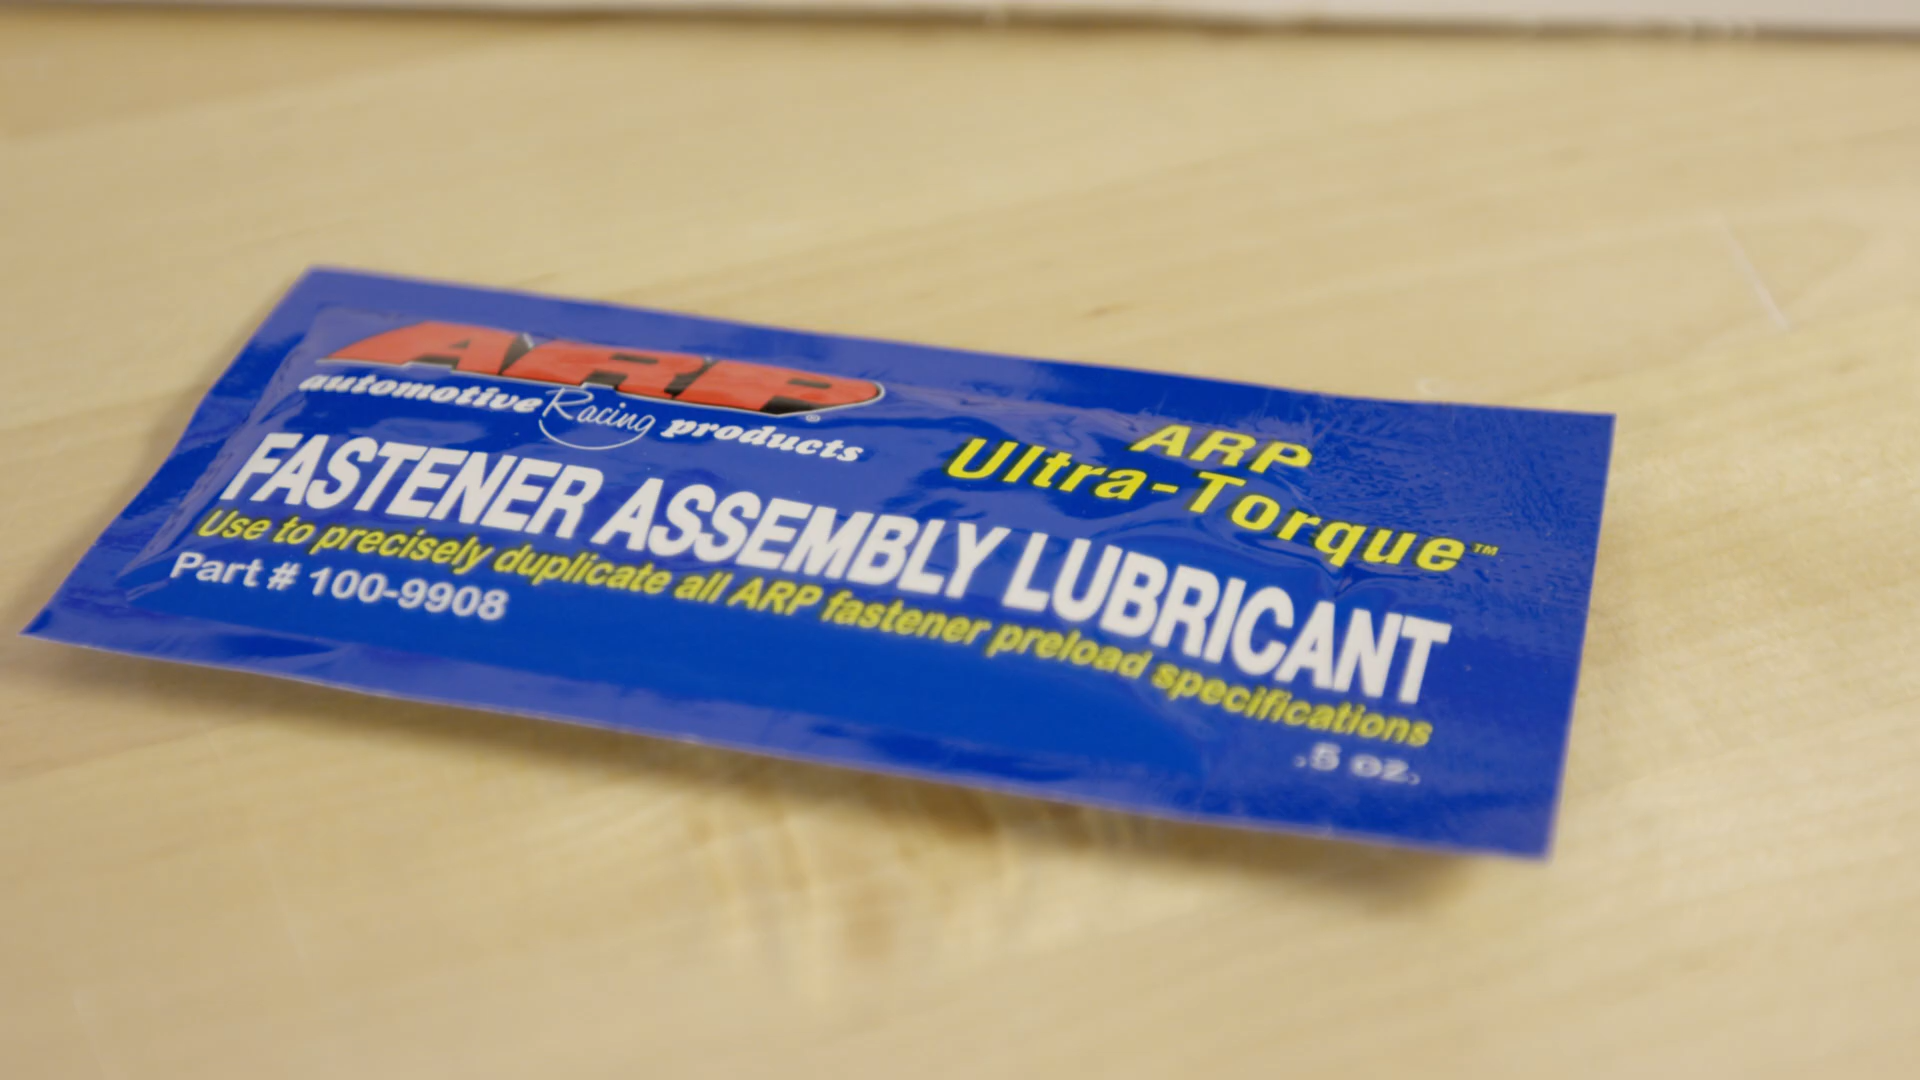 ARP®
automotive Racing products
ARP
Ultra-Torque™
FASTENER ASSEMBLY LUBRICANT
Use to precisely duplicate all ARP fastener preload specifications
Part # 100-9908
.5 oz.